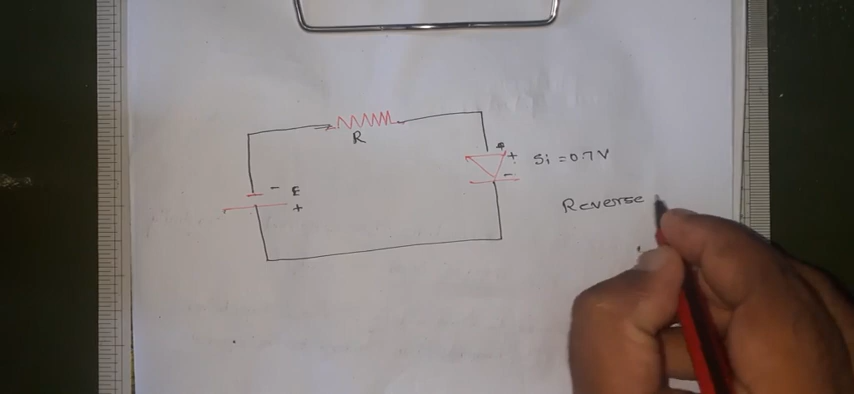 R
+ Si = 0.7V
-
- E
+
Reverse